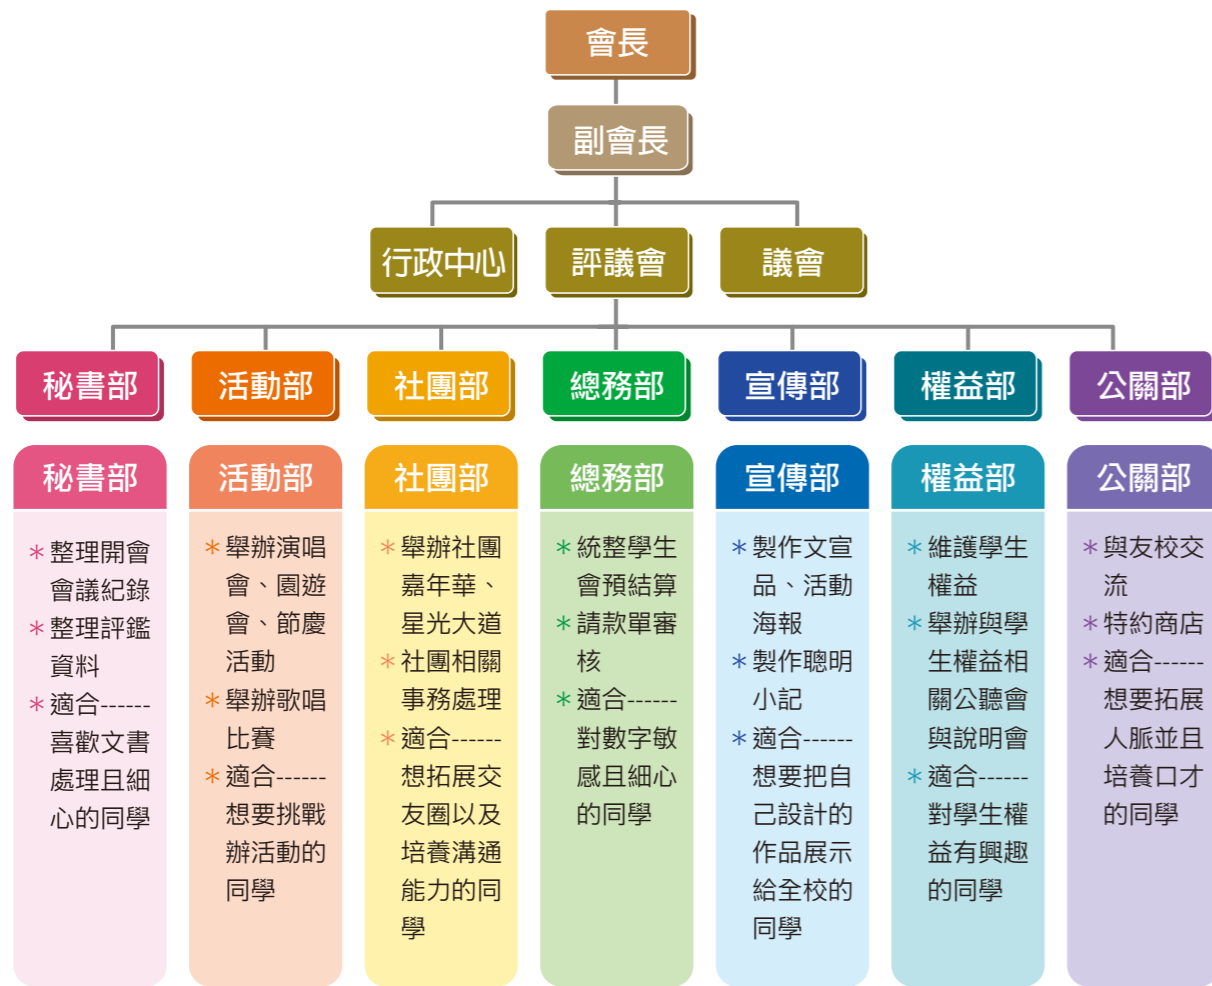 會長
副會長
行政中心
評議會
議會
秘書部
活動部
社團部
總務部
宣傳部
權益部
公關部
秘書部
＊整理開會
會議紀錄
＊整理評鑑
資料
＊適合------
喜歡文書
處理且細
心的同學
活動部
＊舉辦演唱
會、園遊
會、節慶
活動
＊舉辦歌唱
比賽
＊適合------
想要挑戰
辦活動的
同學
社團部
＊舉辦社團
嘉年華、
星光大道
＊社團相關
事務處理
＊適合------
想拓展交
友圈以及
培養溝通
能力的同
學
總務部
＊統整學生
會預結算
＊請款單審
核
＊適合------
對數字敏
感且細心
的同學
宣傳部
＊製作文宣
品、活動
海報
＊製作聰明
小記
＊適合------
想要把自
己設計的
作品展示
給全校的
同學
權益部
＊維護學生
權益
＊舉辦與學
生權益相
關公聽會
與說明會
＊適合------
對學生權
益有興趣
的同學
公關部
＊與友校交
流
＊特約商店
＊適合------
想要拓展
人脈並且
培養口才
的同學